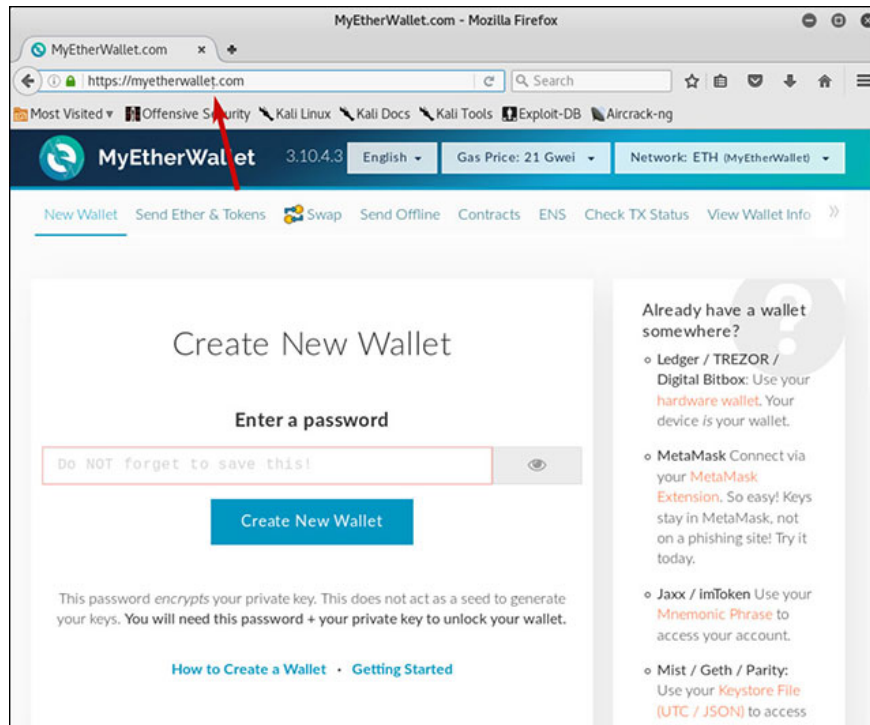 MyEtherWallet.com - Mozilla Firefox
MyEtherWallet.com
https://myetherwalleţ.com
Search
Most Visited Offensive Security Kali Linux Kali Docs Kali Tools Exploit-DB Aircrack-ng
MyEtherWallet 3.10.4.3 English Gas Price: 21 Gwei Network: ETH (MyEtherWallet)
New Wallet Send Ether & Tokens Swap Send Offline Contracts ENS Check TX Status View Wallet Info »
Create New Wallet
Enter a password
Do NOT forget to save this!
Create New Wallet
This password encrypts your private key. This does not act as a seed to generate
your keys. You will need this password + your private key to unlock your wallet.
How to Create a Wallet · Getting Started
?
Already have a wallet
somewhere?
Ledger / TREZOR /
Digital Bitbox: Use your
hardware wallet. Your
device is your wallet.
MetaMask Connect via
your MetaMask
Extension. So easy! Keys
stay in MetaMask, not
on a phishing site! Try it
today.
Jaxx / imToken Use your
Mnemonic Phrase to
access your account.
Mist / Geth / Parity:
Use your Keystore File
(UTC / JSON) to access